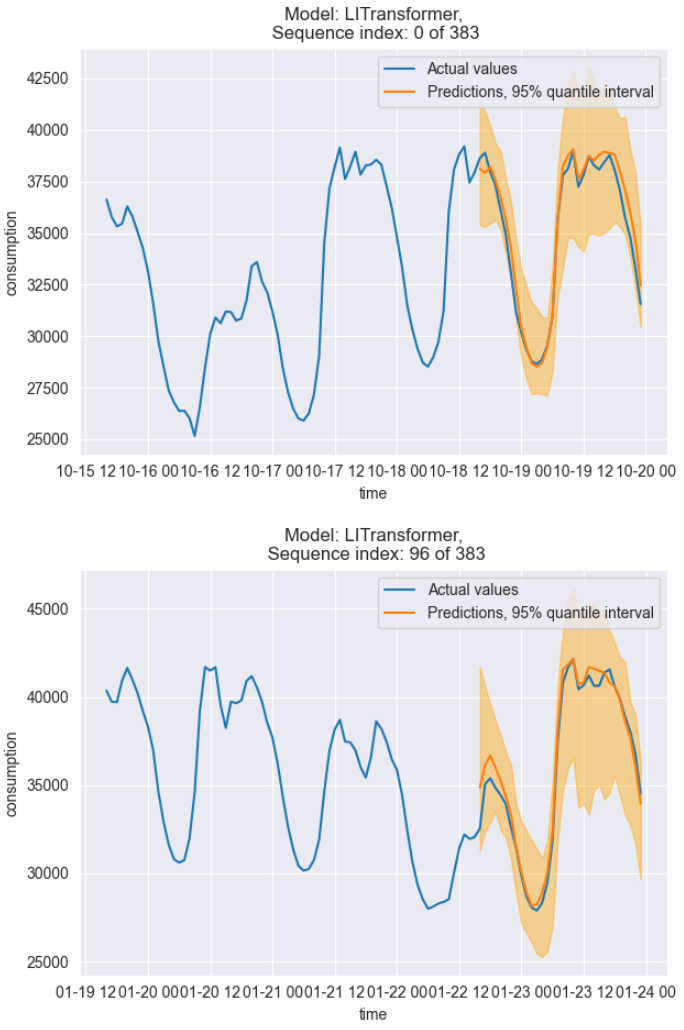 Model: LITransformer,
Sequence index: 0 of 383
Actual values
Predictions, 95% quantile interval
42500
40000
37500
35000
32500
30000
27500
25000
consumption
10-15 12 10-16 00 10-16 12 10-17 00 10-17 12 10-18 00 10-18 12 10-19 00 10-19 12 10-20 00
time
Model: LITransformer,
Sequence index: 96 of 383
Actual values
Predictions, 95% quantile interval
45000
40000
35000
30000
25000
consumption
01-19 12 01-20 00 01-20 12 01-21 00 01-21 12 01-22 00 01-22 12 01-23 00 01-23 12 01-24 00
time